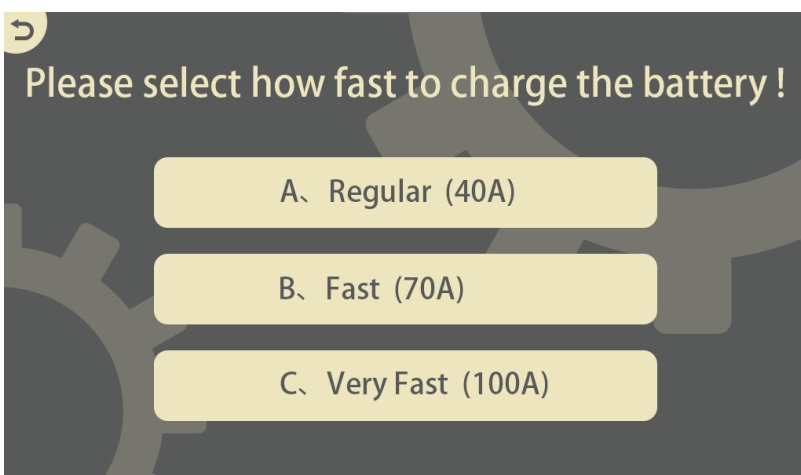 Please select how fast to charge the battery !
A、Regular (40A)
B、Fast (70A)
C、Very Fast (100A)